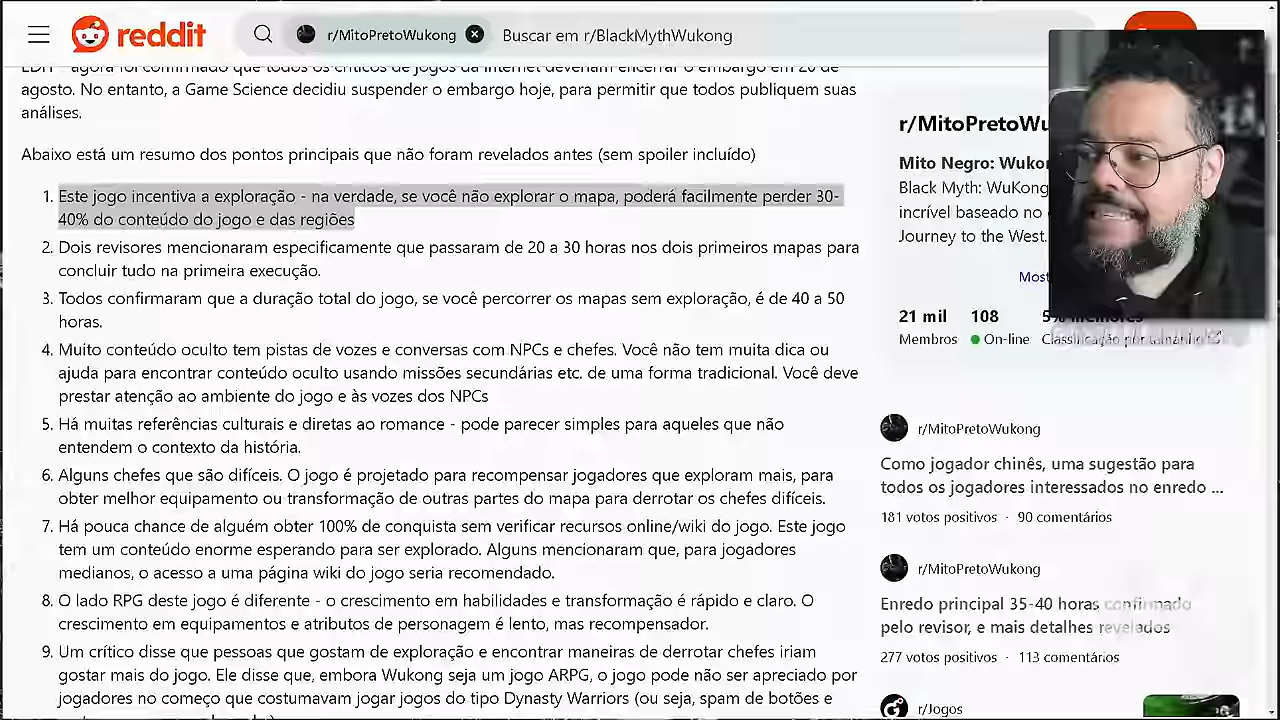 reddit
r/MitoPretoWukong
Buscar em r/BlackMythWukong
EDIT - agora foi confirmado que todos os críticos de jogos da internet deveriam encerrar o embargo em 20 de
agosto. No entanto, a Game Science decidiu suspender o embargo hoje, para permitir que todos publiquem suas
análises.
Abaixo está um resumo dos pontos principais que não foram revelados antes (sem spoiler incluído)
1. Este jogo incentiva a exploração - na verdade, se você não explorar o mapa, poderá facilmente perder 30-
40% do conteúdo do jogo e das regiões
2. Dois revisores mencionaram especificamente que passaram de 20 a 30 horas nos dois primeiros mapas para
concluir tudo na primeira execução.
3. Todos confirmaram que a duração total do jogo, se você percorrer os mapas sem exploração, é de 40 a 50
horas.
4. Muito conteúdo oculto tem pistas de vozes e conversas com NPCs e chefes. Você não tem muita dica ou
ajuda para encontrar conteúdo oculto usando missões secundárias etc. de uma forma tradicional. Você deve
prestar atenção ao ambiente do jogo e às vozes dos NPCs
5. Há muitas referências culturais e diretas ao romance - pode parecer simples para aqueles que não
entendem o contexto da história.
6. Alguns chefes que são difíceis. O jogo é projetado para recompensar jogadores que exploram mais, para
obter melhor equipamento ou transformação de outras partes do mapa para derrotar os chefes difíceis.
7. Há pouca chance de alguém obter 100% de conquista sem verificar recursos online/wiki do jogo. Este jogo
tem um conteúdo enorme esperando para ser explorado. Alguns mencionaram que, para jogadores
medianos, o acesso a uma página wiki do jogo seria recomendado.
8. O lado RPG deste jogo é diferente - o crescimento em habilidades e transformação é rápido e claro. O
crescimento em equipamentos e atributos de personagem é lento, mas recompensador.
9. Um crítico disse que pessoas que gostam de exploração e encontrar maneiras de derrotar chefes iriam
gostar mais do jogo. Ele disse que, embora Wukong seja um jogo ARPG, o jogo pode não ser apreciado por
jogadores no começo que costumavam jogar jogos do tipo Dynasty Warriors (ou seja, spam de botões e
r/MitoPretoWu
Mito Negro: Wukon
Black Myth: WuKong
incrível baseado no
Journey to the West.
Most
21 mil 108 5% melhores
Membros On-line Classificação por tamanho
r/MitoPretoWukong
Como jogador chinês, uma sugestão para
todos os jogadores interessados no enredo ...
181 votos positivos · 90 comentários
r/MitoPretoWukong
Enredo principal 35-40 horas confirmado
pelo revisor, e mais detalhes revelados
277 votos positivos · 113 comentários
r/Jogos